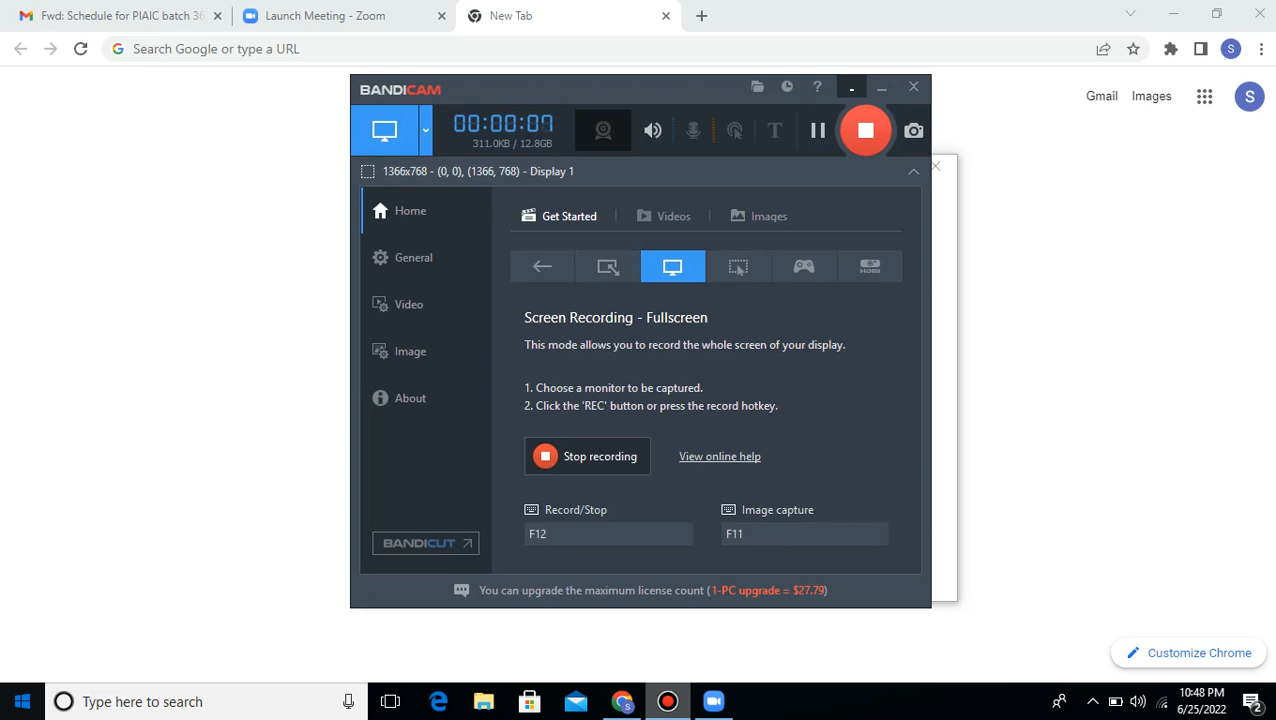 Fwd: Schedule for PIAIC batch 36
Launch Meeting - Zoom
New Tab
Search Google or type a URL
S
Gmail
Images
S
BANDICAM
00:00:07
311.0KB / 12.8GB
T
1366x768 - (0, 0), (1366, 768) - Display 1
Home
General
Video
Image
About
BANDICUT
Get Started
Videos
Images
HDMI
Screen Recording - Fullscreen
This mode allows you to record the whole screen of your display.
1. Choose a monitor to be captured.
2. Click the 'REC' button or press the record hotkey.
Stop recording
View online help
Record/Stop
Image capture
F12
F11
You can upgrade the maximum license count (1-PC upgrade = $27.79)
Customize Chrome
Type here to search
S
10:48 PM
6/25/2022
2